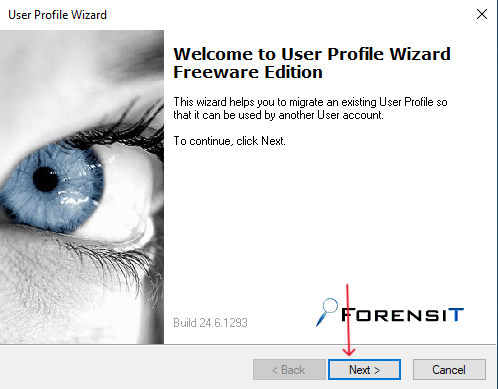 User Profile Wizard
Welcome to User Profile Wizard
Freeware Edition
This wizard helps you to migrate an existing User Profile so
that it can be used by another User account.
To continue, click Next.
Build 24.6.1293
FORENSIT
< Back
Next >
Cancel